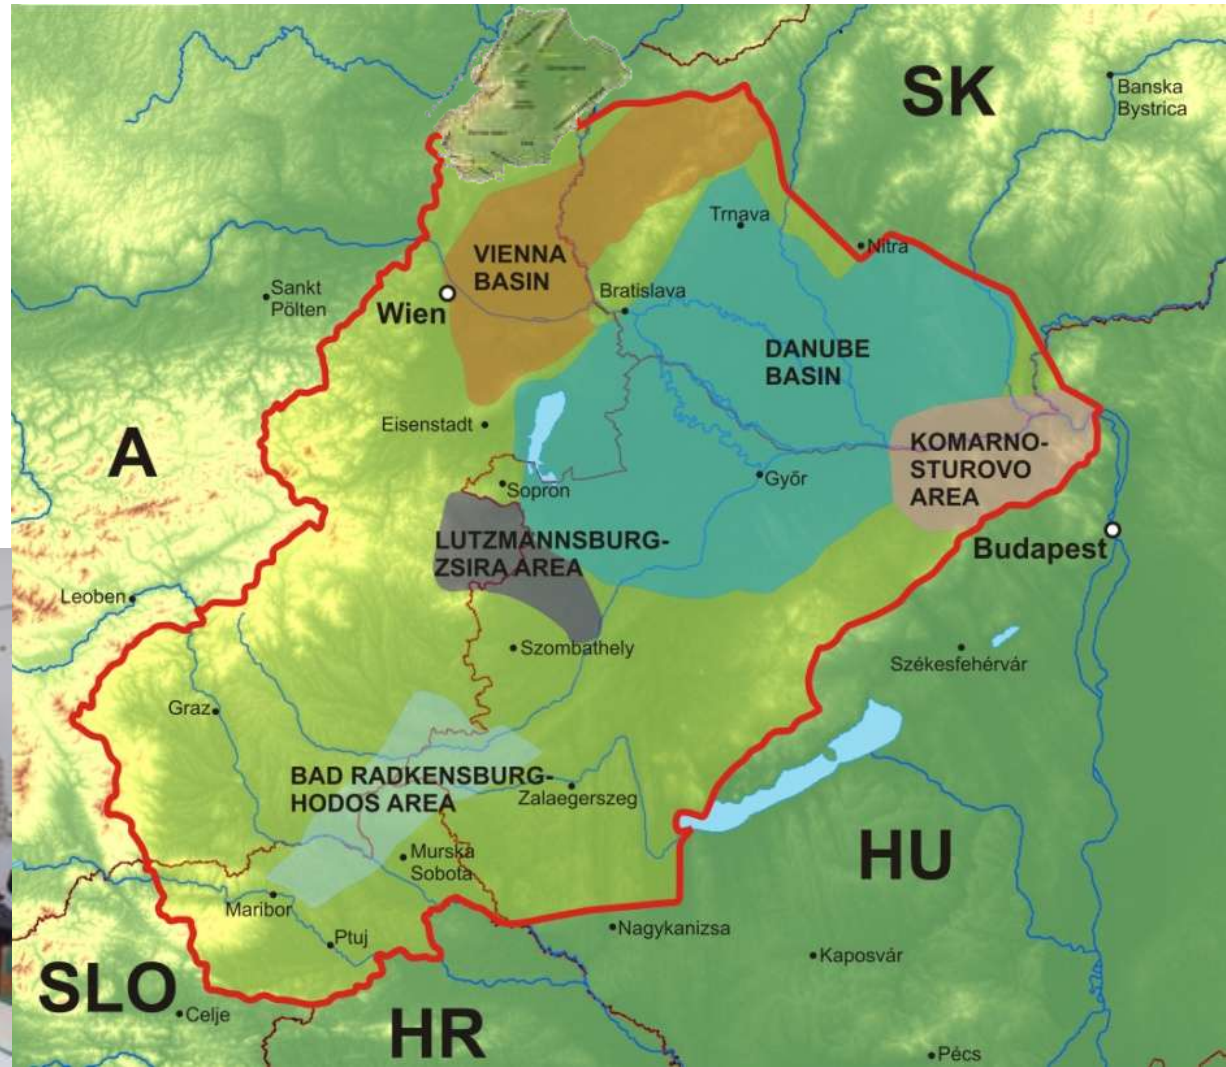 SK
Banska
Bystrica
Trnava
Nitra
VIENNA
BASIN
Sankt
Pölten
Wien
Bratislava
DANUBE
BASIN
Eisenstadt
A
KOMARNO-
STUROVO
AREA
Sopron
Győr
LUTZMANNSBURG-
ZSIRA AREA
Budapest
Leoben
Szombathely
Székesfehérvár
Graz
BAD RADKENSBURG-
HODOS AREA
Zalaegerszeg
Murska
Sobota
HU
Maribor
Ptuj
Nagykanizsa
Kaposvár
SLO
Celje
HR
Pécs